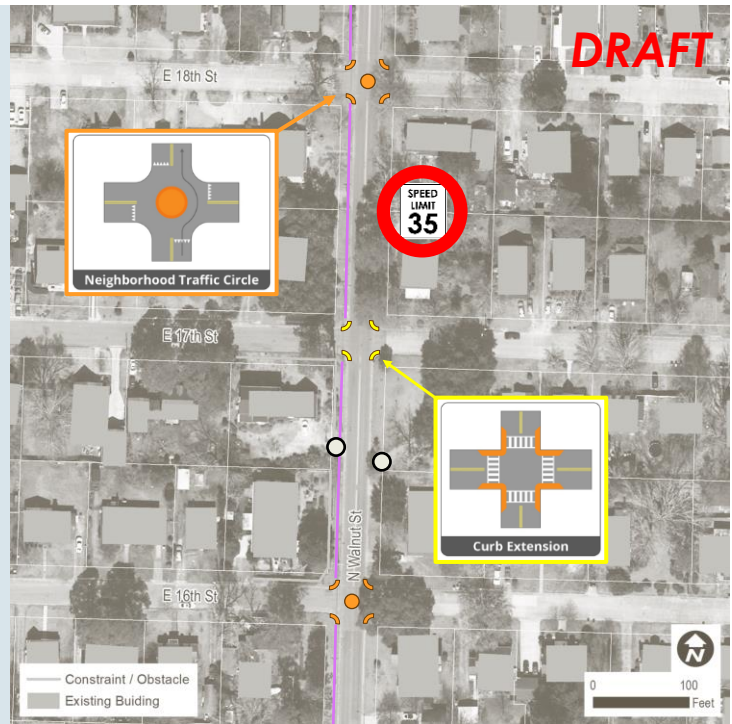 DRAFT
E 18th St
SPEED
LIMIT
35
Neighborhood Traffic Circle
E 17th St
N Walnut St
Curb Extension
E 16th St
N
Constraint / Obstacle
Existing Buiding
0 100
Feet